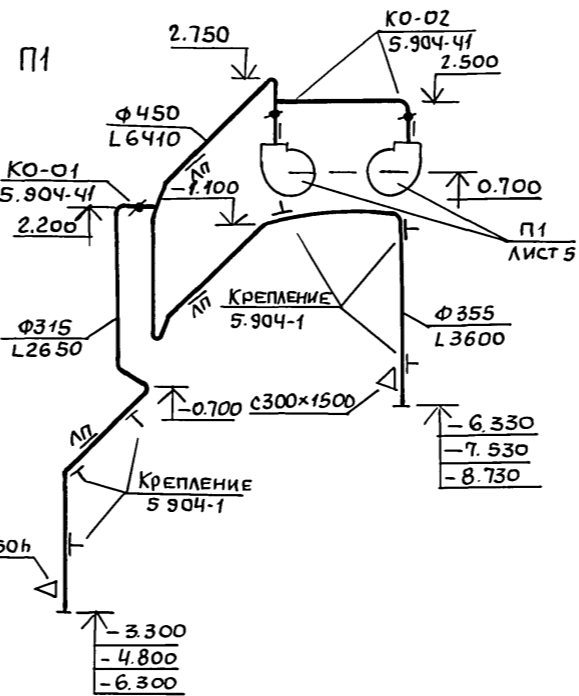 П1
2.750
КО-02
5.904-41
2.500
Ф450
L6410
ЛП
КО-01
5.904-41
2.200
-1.100
0.700
П1
ЛИСТ 5
ЛП
КРЕПЛЕНИЕ
5.904-1
Ф315
L2650
Ф355
L3600
-0.700
С300×1500
-6.330
-7.530
-8.730
ЛП
КРЕПЛЕНИЕ
5 904-1
-3.300
-4.800
-6.300